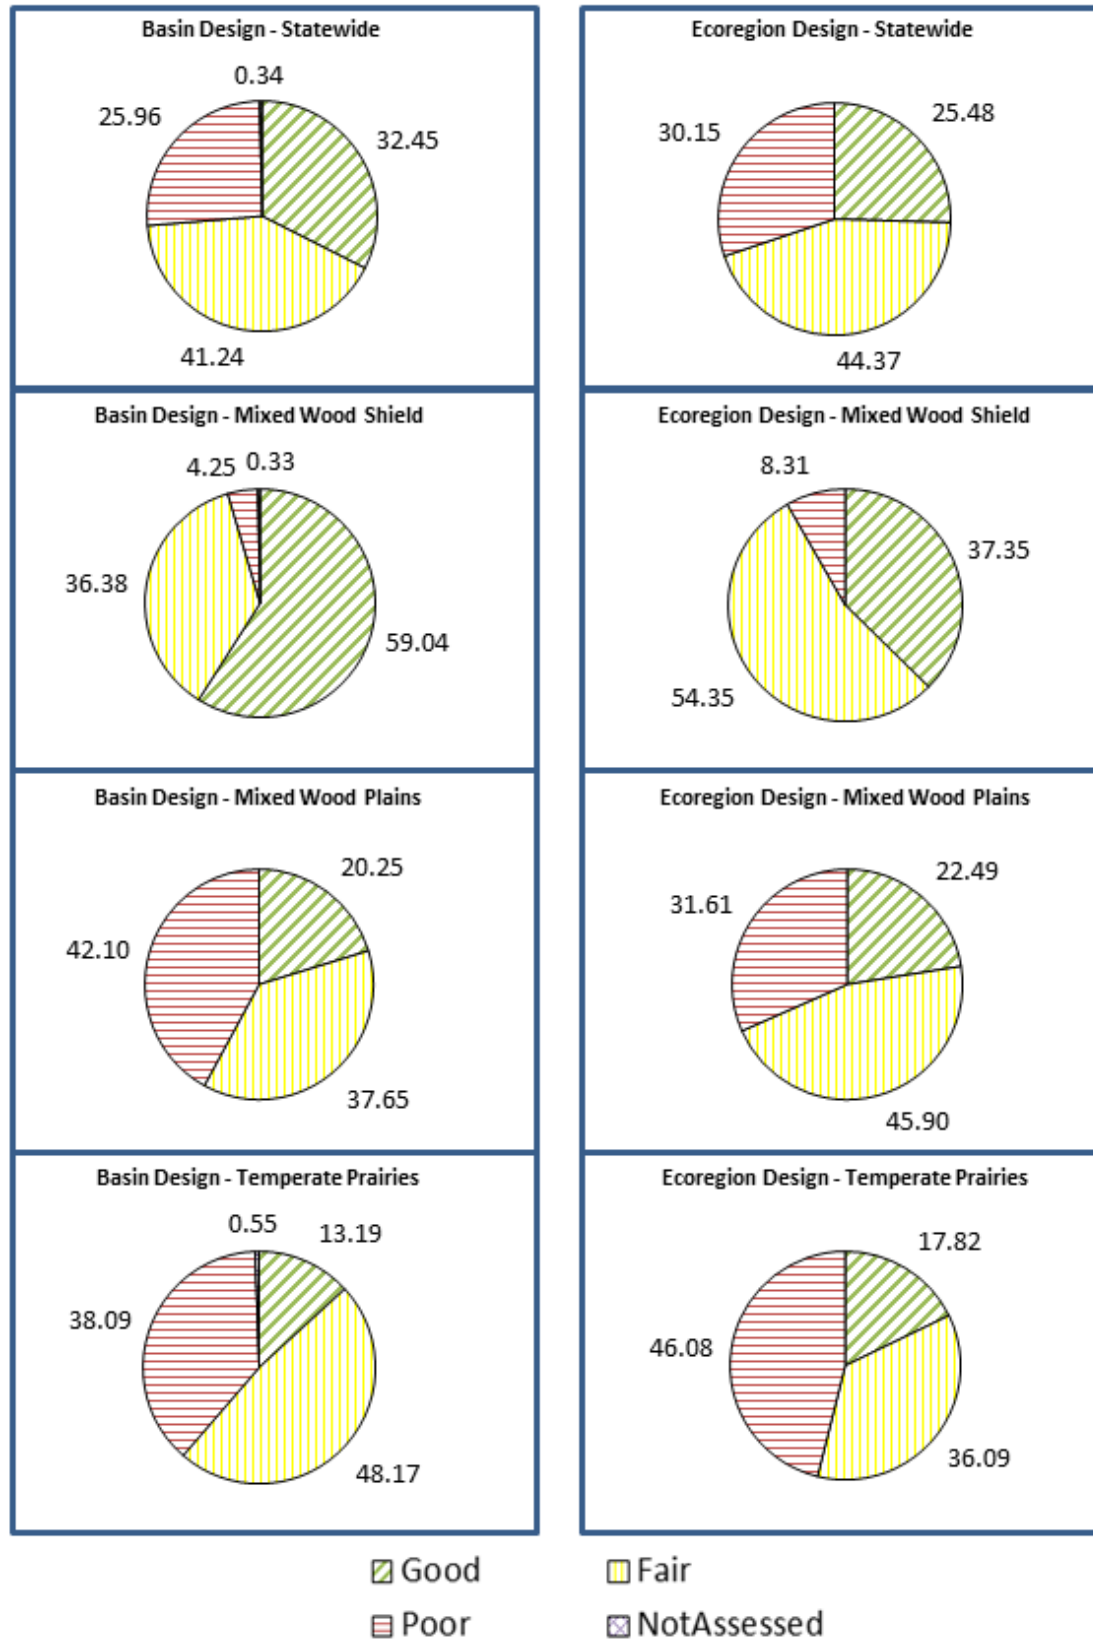 Basin Design - Statewide
0.34
25.96
32.45
41.24
Ecoregion Design - Statewide
25.48
30.15
44.37
Basin Design - Mixed Wood Shield
4.25 0.33
36.38
59.04
Ecoregion Design - Mixed Wood Shield
8.31
37.35
54.35
Basin Design - Mixed Wood Plains
20.25
42.10
37.65
Ecoregion Design - Mixed Wood Plains
22.49
31.61
45.90
Basin Design - Temperate Prairies
0.55
13.19
38.09
48.17
Ecoregion Design - Temperate Prairies
17.82
46.08
36.09
Good
Fair
Poor
NotAssessed